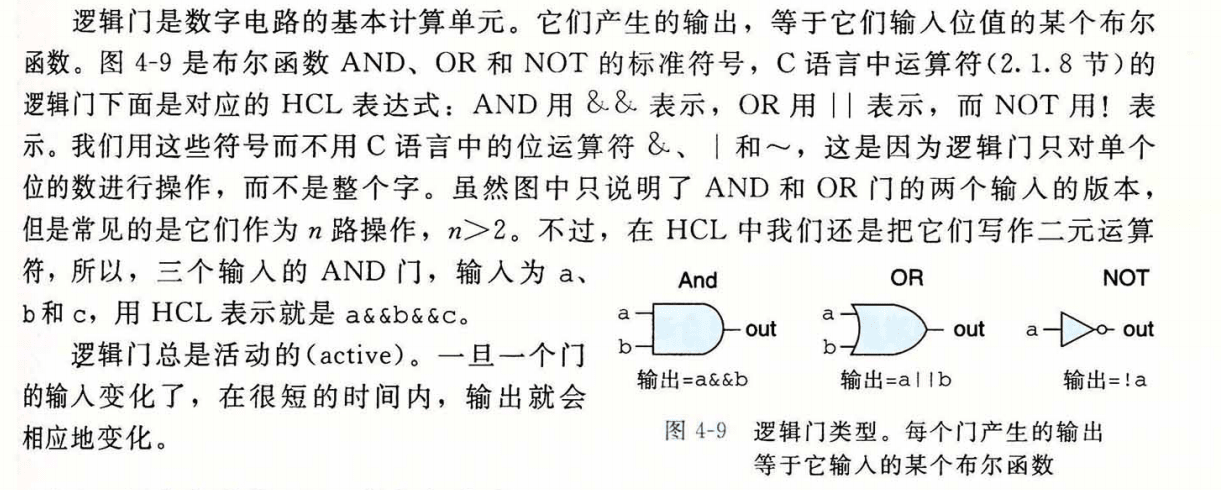 逻辑门是数字电路的基本计算单元。它们产生的输出，等于它们输入位值的某个布尔
函数。图 4-9 是布尔函数 AND、OR 和 NOT 的标准符号，C 语言中运算符(2.1.8 节)的
逻辑门下面是对应的 HCL 表达式：AND 用 && 表示，OR 用 || 表示，而 NOT 用! 表
示。我们用这些符号而不用 C 语言中的位运算符 &、| 和～，这是因为逻辑门只对单个
位的数进行操作，而不是整个字。虽然图中只说明了 AND 和 OR 门的两个输入的版本，
但是常见的是它们作为 n 路操作，n>2。不过，在 HCL 中我们还是把它们写作二元运算
符，所以，三个输入的 AND 门，输入为 a、
b和 c，用 HCL 表示就是 a&&b&&c。
逻辑门总是活动的(active)。一旦一个门
的输入变化了，在很短的时间内，输出就会
相应地变化。
And
a
b
out
输出=a&&b
OR
a
b
out
输出=a||b
NOT
a
out
输出=!a
图 4-9 逻辑门类型。每个门产生的输出
等于它输入的某个布尔函数